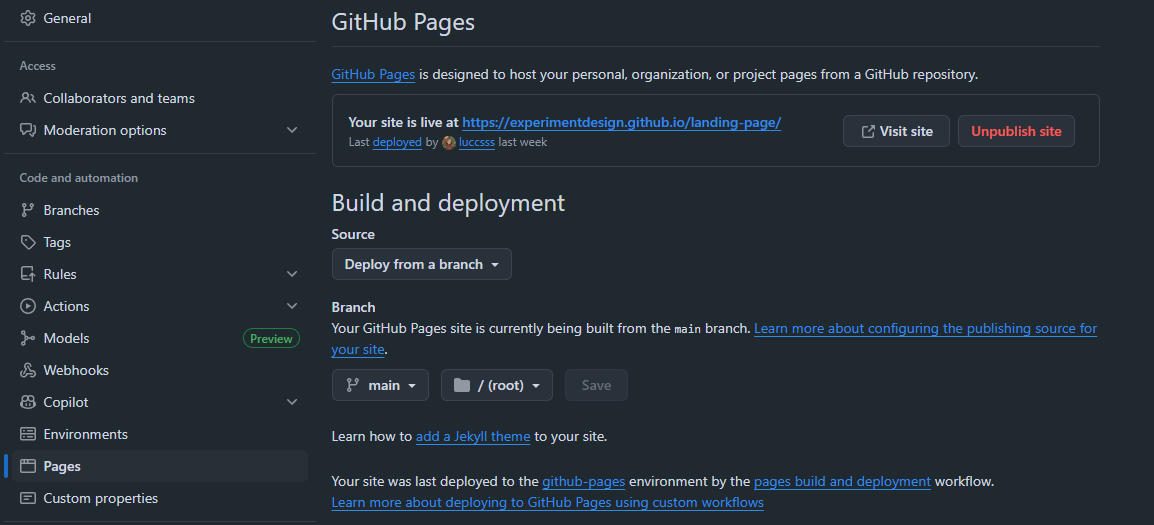 General
Access
Collaborators and teams
Moderation options
Code and automation
Branches
Tags
Rules
Actions
Models Preview
Webhooks
Copilot
Environments
Pages
Custom properties
GitHub Pages
GitHub Pages is designed to host your personal, organization, or project pages from a GitHub repository.
Your site is live at https://experimentdesign.github.io/landing-page/
Last deployed by luccsss last week
Visit site
Unpublish site
Build and deployment
Source
Deploy from a branch
Branch
Your GitHub Pages site is currently being built from the main branch. Learn more about configuring the publishing source for
your site.
main
/ (root)
Save
Learn how to add a Jekyll theme to your site.
Your site was last deployed to the github-pages environment by the pages build and deployment workflow.
Learn more about deploying to GitHub Pages using custom workflows